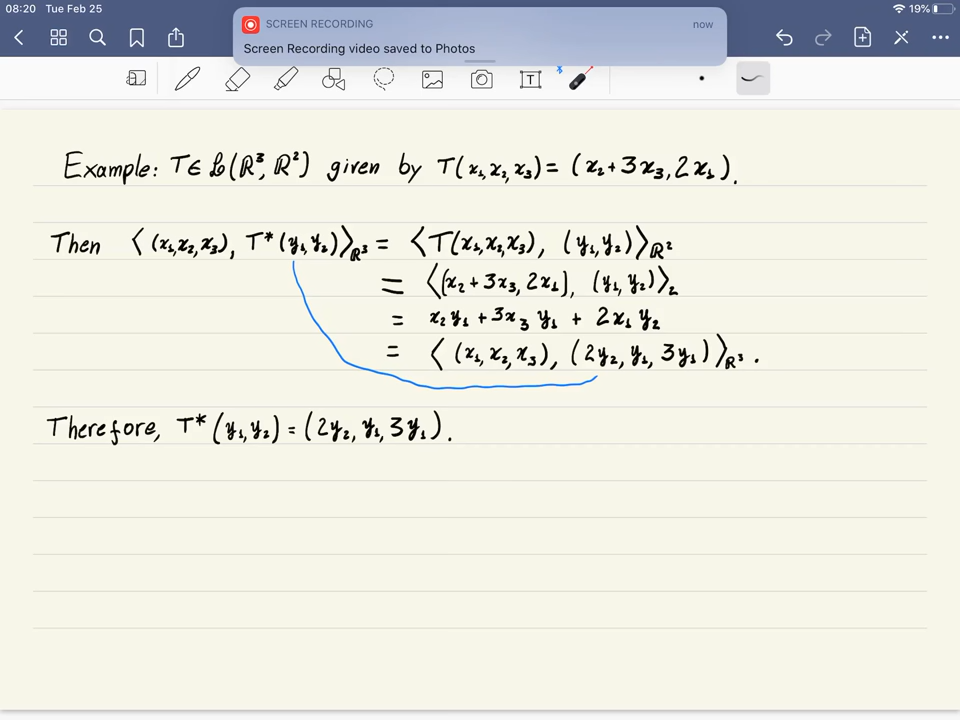 08:20 Tue Feb 25
19%
SCREEN RECORDING
now
Screen Recording video saved to Photos
T
Example: T∈ 𝓛(ℝ³, ℝ²) given by T(x₁,x₂,x₃)= (x₂+3x₃,2x₁).
Then ⟨(x₁,x₂,x₃), T*(y₁,y₂)⟩_ℝ³ = ⟨T(x₁,x₂,x₃), (y₁,y₂)⟩_ℝ²
= ⟨(x₂+3x₃, 2x₁), (y₁,y₂)⟩₂
= x₂y₁+3x₃y₁ + 2x₁y₂
= ⟨(x₁,x₂,x₃), (2y₂,y₁,3y₁)⟩_ℝ³.
Therefore, T*(y₁,y₂)=(2y₂,y₁,3y₁).